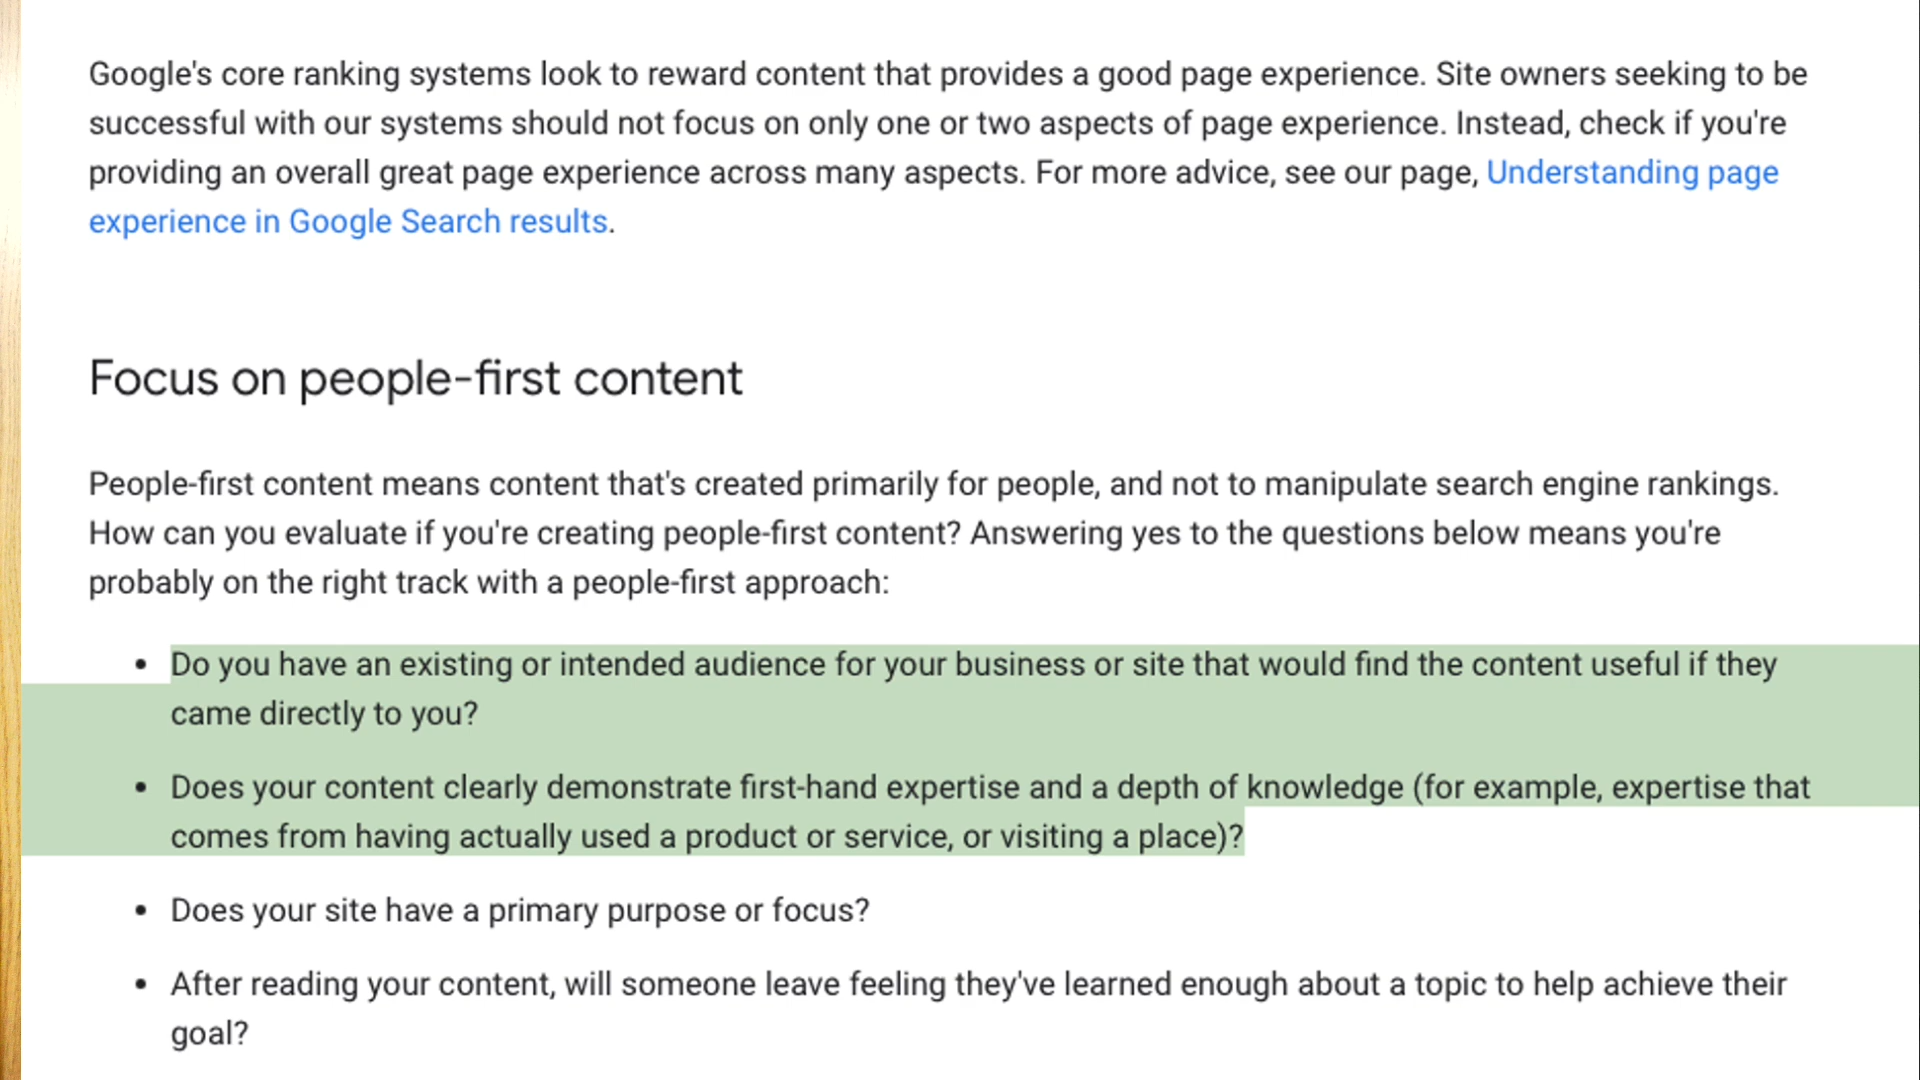 Google's core ranking systems look to reward content that provides a good page experience. Site owners seeking to be
successful with our systems should not focus on only one or two aspects of page experience. Instead, check if you're
providing an overall great page experience across many aspects. For more advice, see our page, Understanding page
experience in Google Search results.
Focus on people-first content
People-first content means content that's created primarily for people, and not to manipulate search engine rankings.
How can you evaluate if you're creating people-first content? Answering yes to the questions below means you're
probably on the right track with a people-first approach:
• Do you have an existing or intended audience for your business or site that would find the content useful if they
came directly to you?
• Does your content clearly demonstrate first-hand expertise and a depth of knowledge (for example, expertise that
comes from having actually used a product or service, or visiting a place)?
• Does your site have a primary purpose or focus?
• After reading your content, will someone leave feeling they've learned enough about a topic to help achieve their
goal?